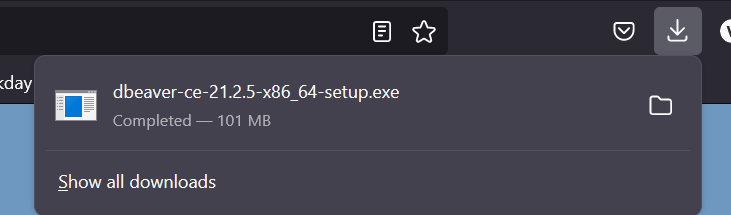 kday
dbeaver-ce-21.2.5-x86_64-setup.exe
Completed — 101 MB
Show all downloads